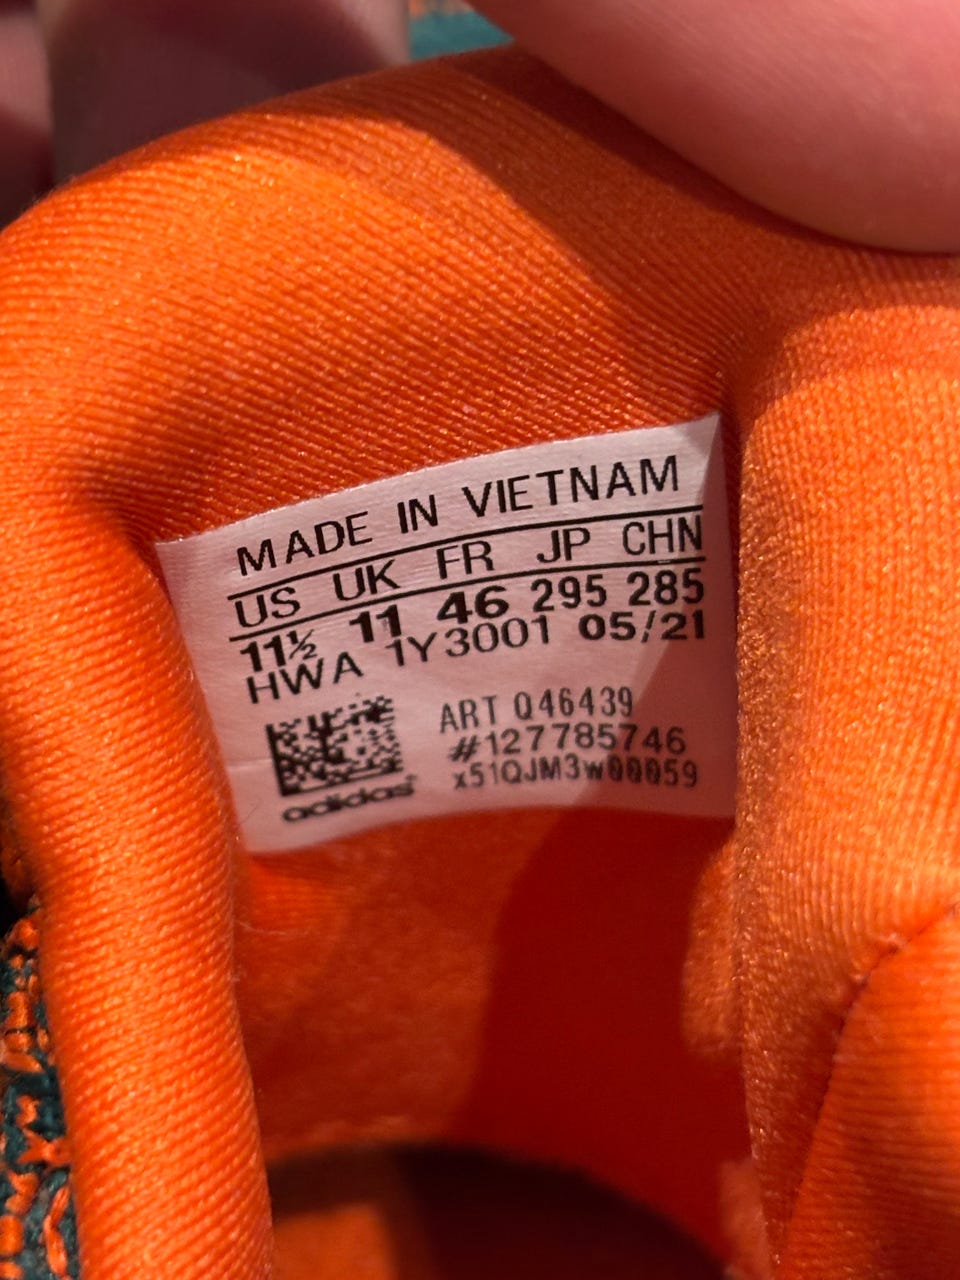 MADE IN VIETNAM
US UK FR JP CHN
11½ 11 46 295 285
HWA 1Y3001 05/21
ART Q46439
#127785746
x51QJM3w00059
adidas